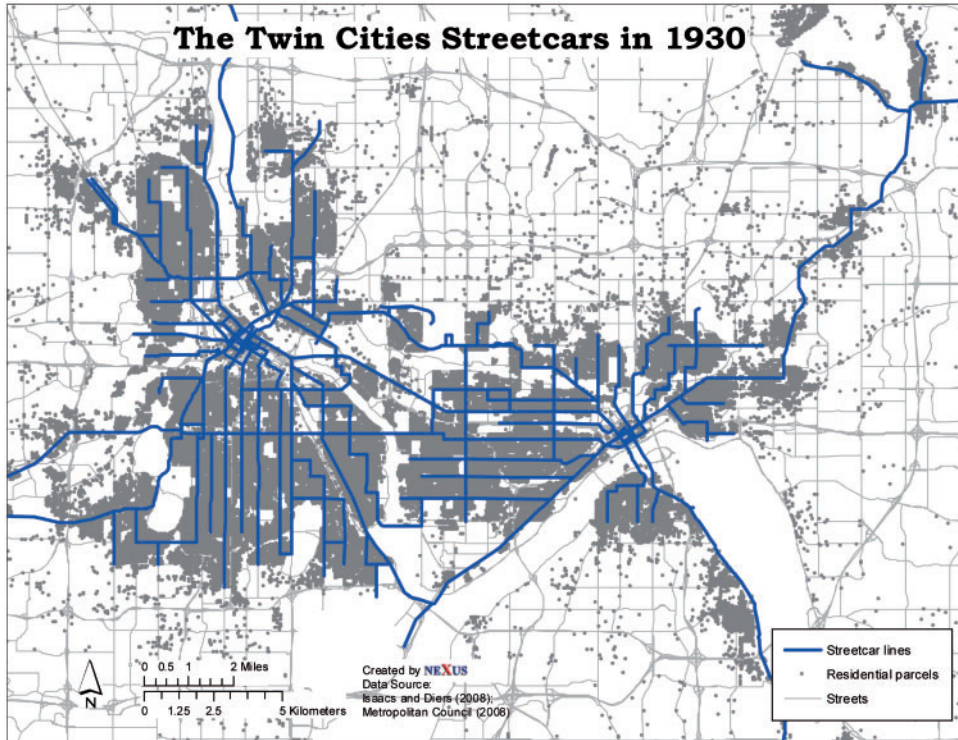 The Twin Cities Streetcars in 1930
0 0.5 1 2 Miles
0 1.25 2.5 5 Kilometers
N
Created by NEXUS
Data Source:
Isaacs and Diers (2008);
Metropolitan Council (2008)
Streetcar lines
Residential parcels
Streets